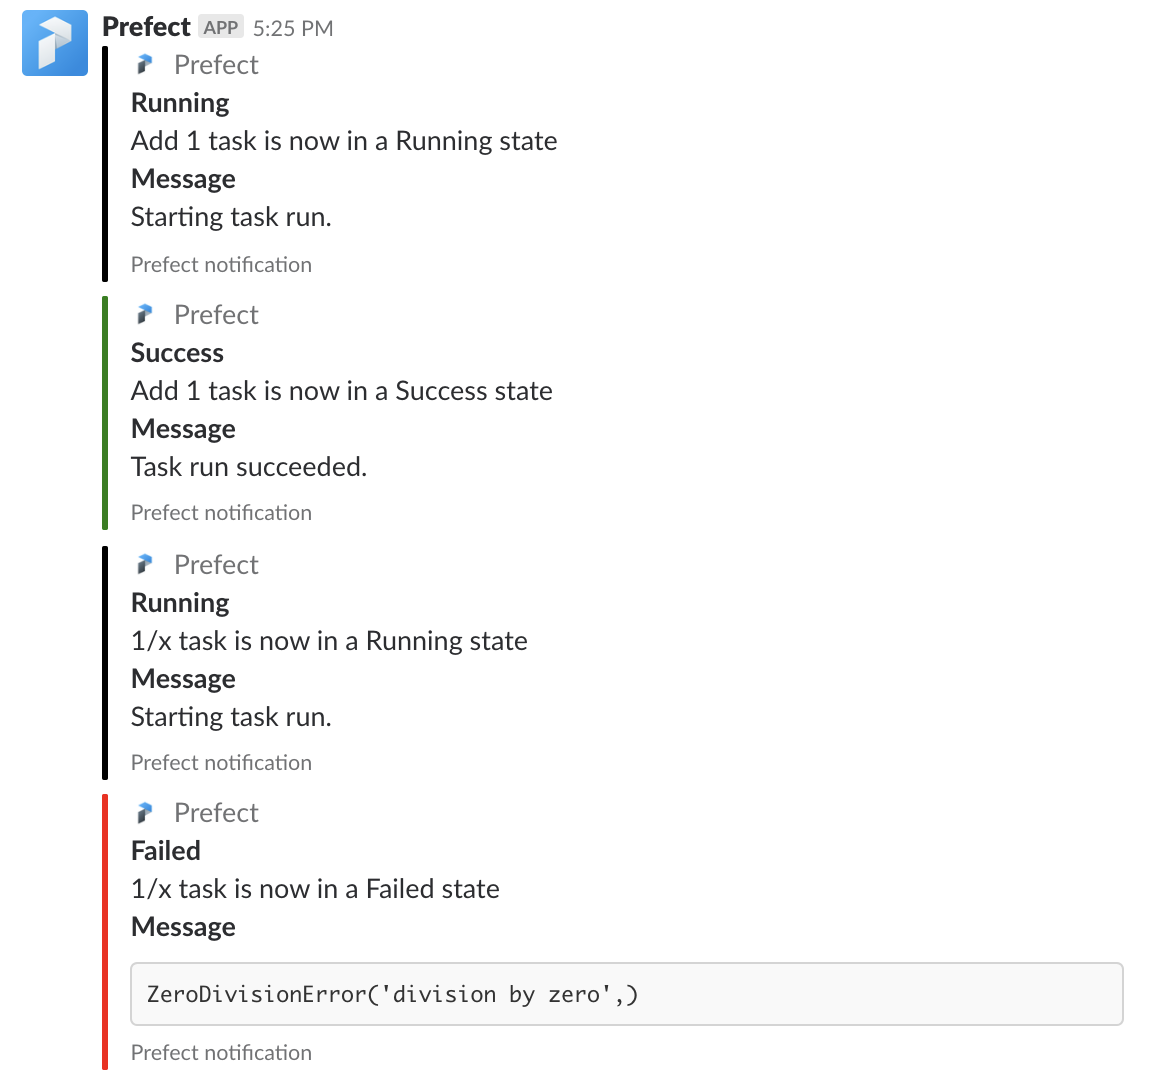 Prefect APP 5:25 PM
Prefect
Running
Add 1 task is now in a Running state
Message
Starting task run.
Prefect notification
Prefect
Success
Add 1 task is now in a Success state
Message
Task run succeeded.
Prefect notification
Prefect
Running
1/x task is now in a Running state
Message
Starting task run.
Prefect notification
Prefect
Failed
1/x task is now in a Failed state
Message
ZeroDivisionError('division by zero',)
Prefect notification